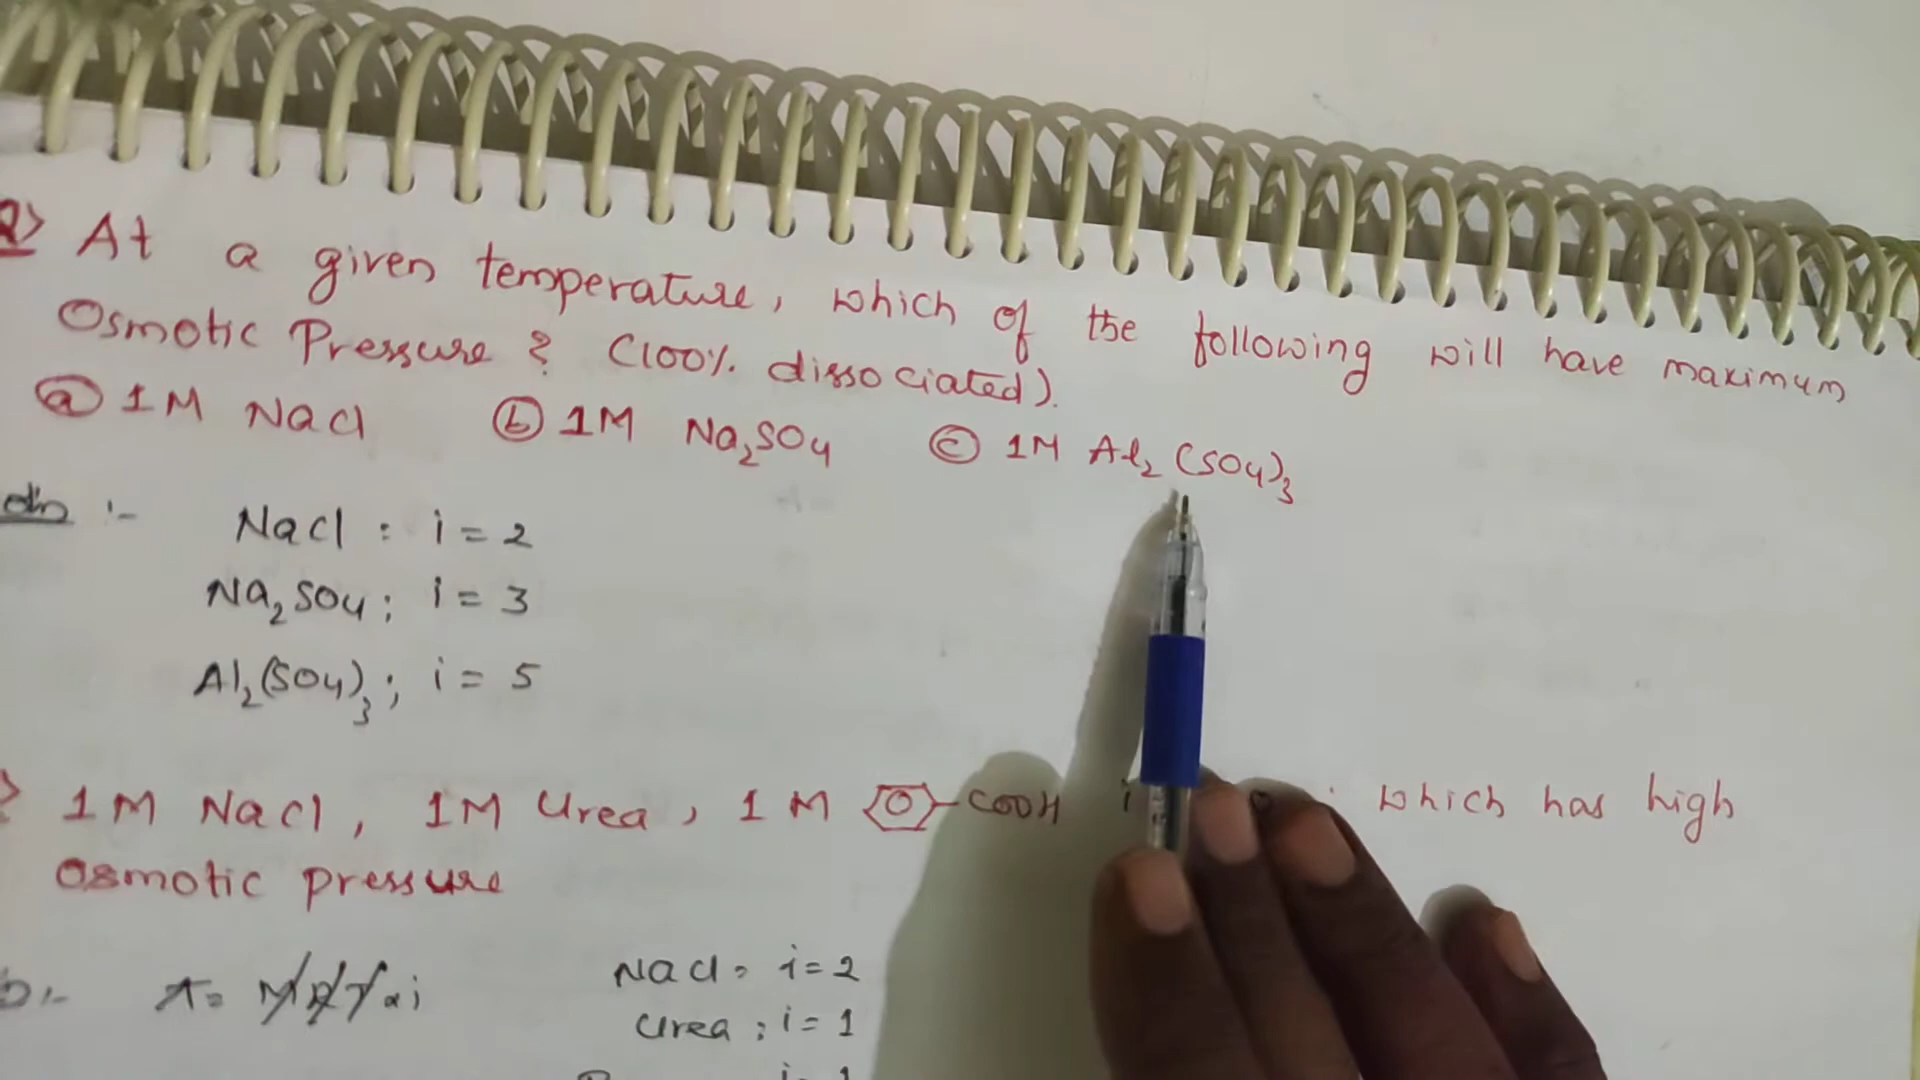 Q> At a given temperature, which of the following will have maximum
Osmotic Pressure ? (100% dissociated).
ⓐ 1M NaCl ⓑ 1M Na₂SO₄ ⓒ 1M Al₂(SO₄)₃
:- NaCl : i = 2
Na₂SO₄ ; i = 3
Al₂(SO₄)₃ ; i = 5
1M NaCl , 1M Urea , 1M COOH i which has high
osmotic pressure
NaCl ; i = 2
Urea ; i = 1
i 1